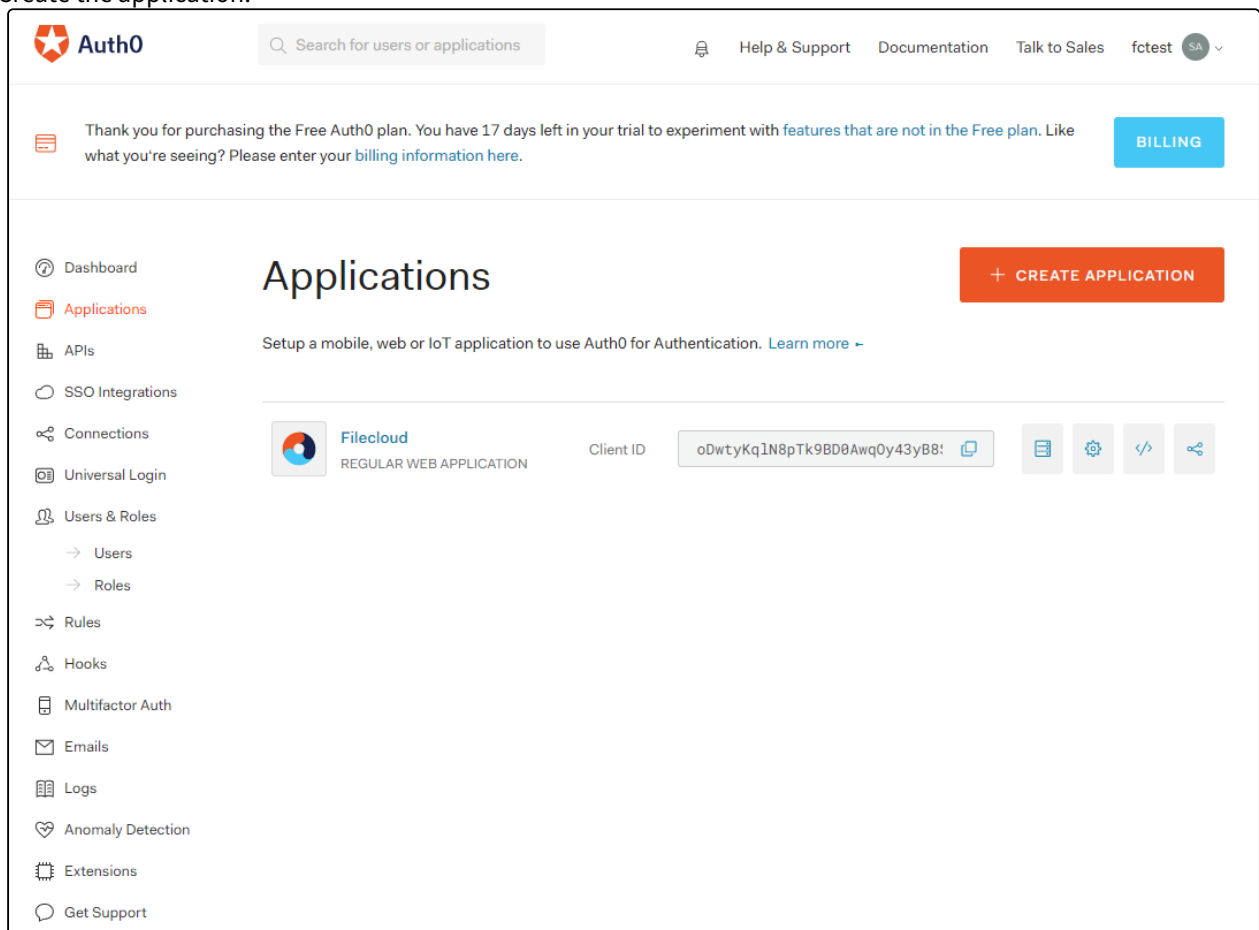 Create the application.
Auth0
Search for users or applications
Help & Support Documentation Talk to Sales fctest SA
Thank you for purchasing the Free Auth0 plan. You have 17 days left in your trial to experiment with features that are not in the Free plan. Like
what you're seeing? Please enter your billing information here.
BILLING
Dashboard
Applications
APIs
SSO Integrations
Connections
Universal Login
Users & Roles
Users
Roles
Rules
Hooks
Multifactor Auth
Emails
Logs
Anomaly Detection
Extensions
Get Support
Applications
+ CREATE APPLICATION
Setup a mobile, web or IoT application to use Auth0 for Authentication. Learn more
Filecloud
REGULAR WEB APPLICATION
Client ID
oDwtyKqlN8pTk9BD0AwqOy43yB8